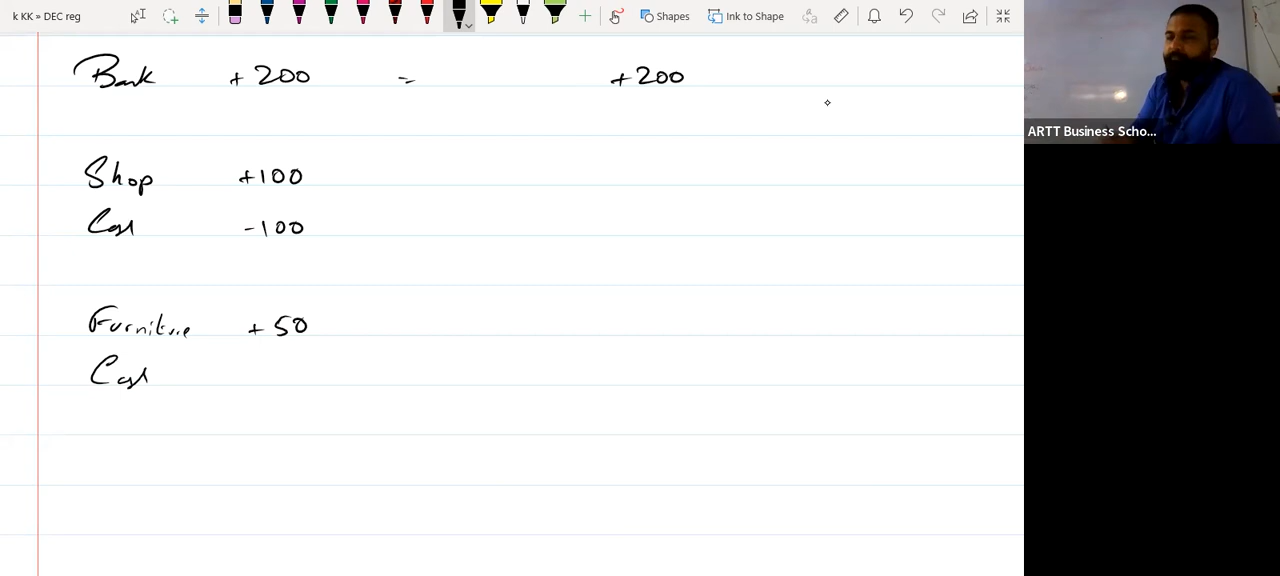 k KK » DEC reg
Shapes
Ink to Shape
Bank +200 = +200
ARTT Business Scho...
Shop +100
Cash -100
Furniture +50
Cash